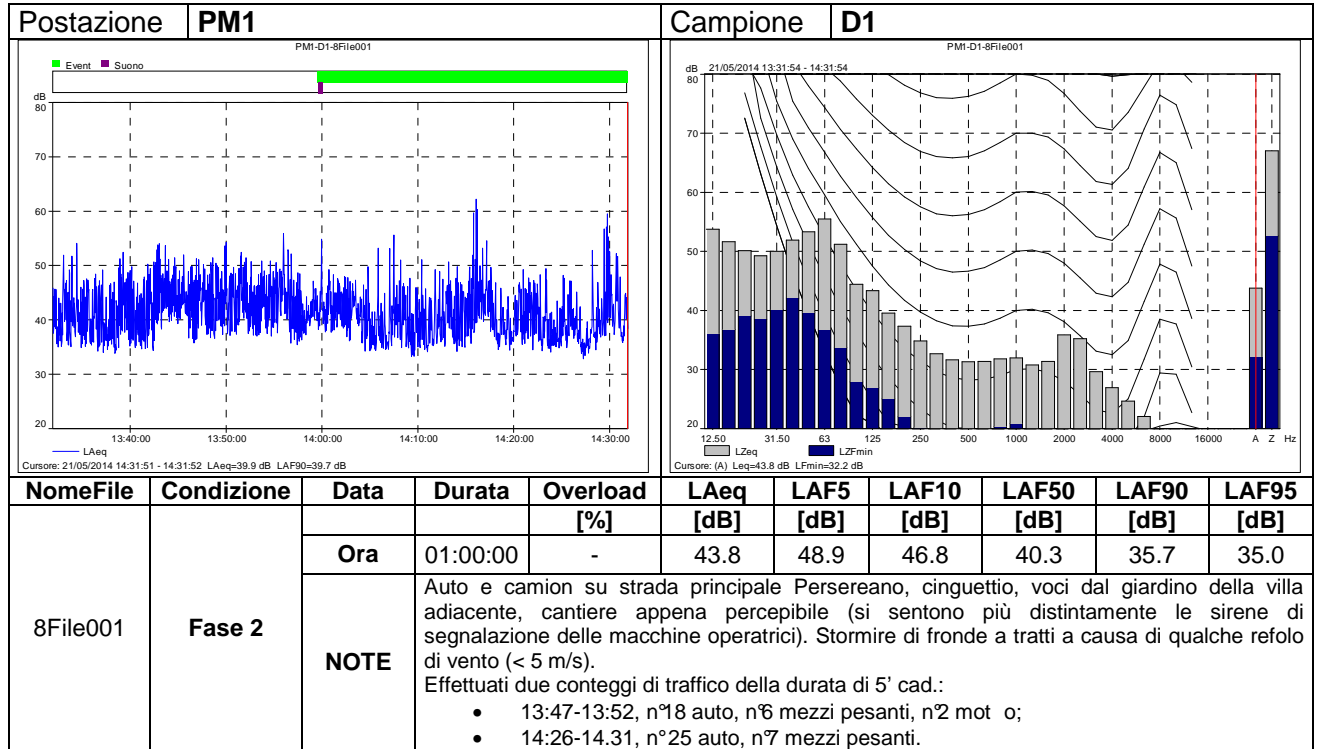 Postazione PM1 Campione D1
PM1-D1-8File001
Event Suono
dB
80
70
60
50
40
30
20
13:40:00 13:50:00 14:00:00 14:10:00 14:20:00 14:30:00
LAeq
Cursore: 21/05/2014 14:31:51 - 14:31:52 LAeq=39.9 dB LAF90=39.7 dB
PM1-D1-8File001
dB 21/05/2014 13:31:54 - 14:31:54
80
70
60
50
40
30
20
12.50 31.50 63 125 250 500 1000 2000 4000 8000 16000 A Z Hz
LZeq LZFmin
Cursore: (A) Leq=43.8 dB LFmin=32.2 dB
NomeFile Condizione Data Durata Overload LAeq LAF5 LAF10 LAF50 LAF90 LAF95
[%] [dB] [dB] [dB] [dB] [dB] [dB]
Ora 01:00:00 - 43.8 48.9 46.8 40.3 35.7 35.0
8File001 Fase 2 NOTE
Auto e camion su strada principale Persereano, cinguettio, voci dal giardino della villa
adiacente, cantiere appena percepibile (si sentono più distintamente le sirene di
segnalazione delle macchine operatrici). Stormire di fronde a tratti a causa di qualche refolo
di vento (< 5 m/s).
Effettuati due conteggi di traffico della durata di 5' cad.:
• 13:47-13:52, n°18 auto, n°6 mezzi pesanti, n°2 mot o;
• 14:26-14.31, n°25 auto, n°7 mezzi pesanti.